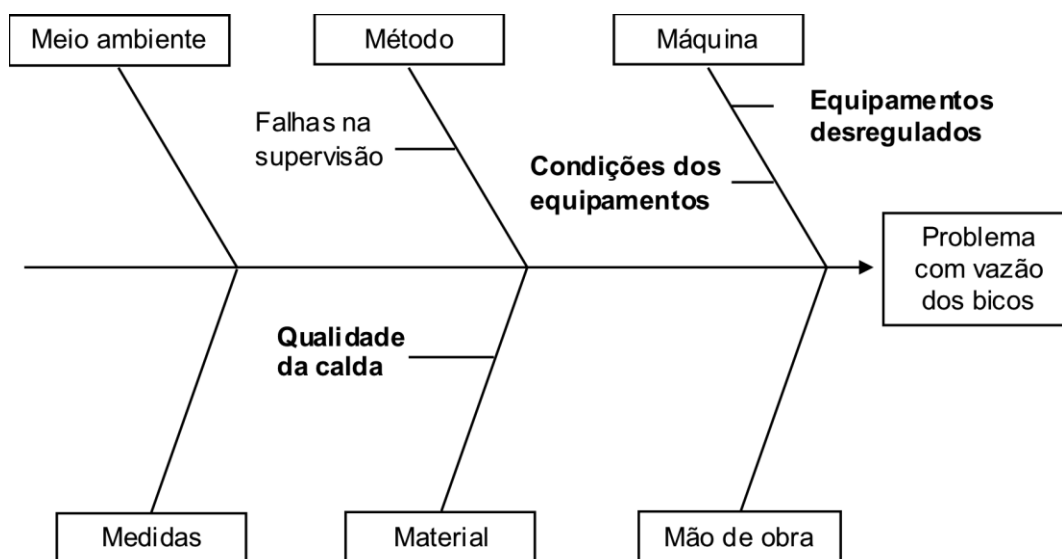 Meio ambiente
Método
Máquina
Equipamentos
desregulados
Falhas na
supervisão
Condições dos
equipamentos
Problema
com vazão
dos bicos
Qualidade
da calda
Medidas
Material
Mão de obra